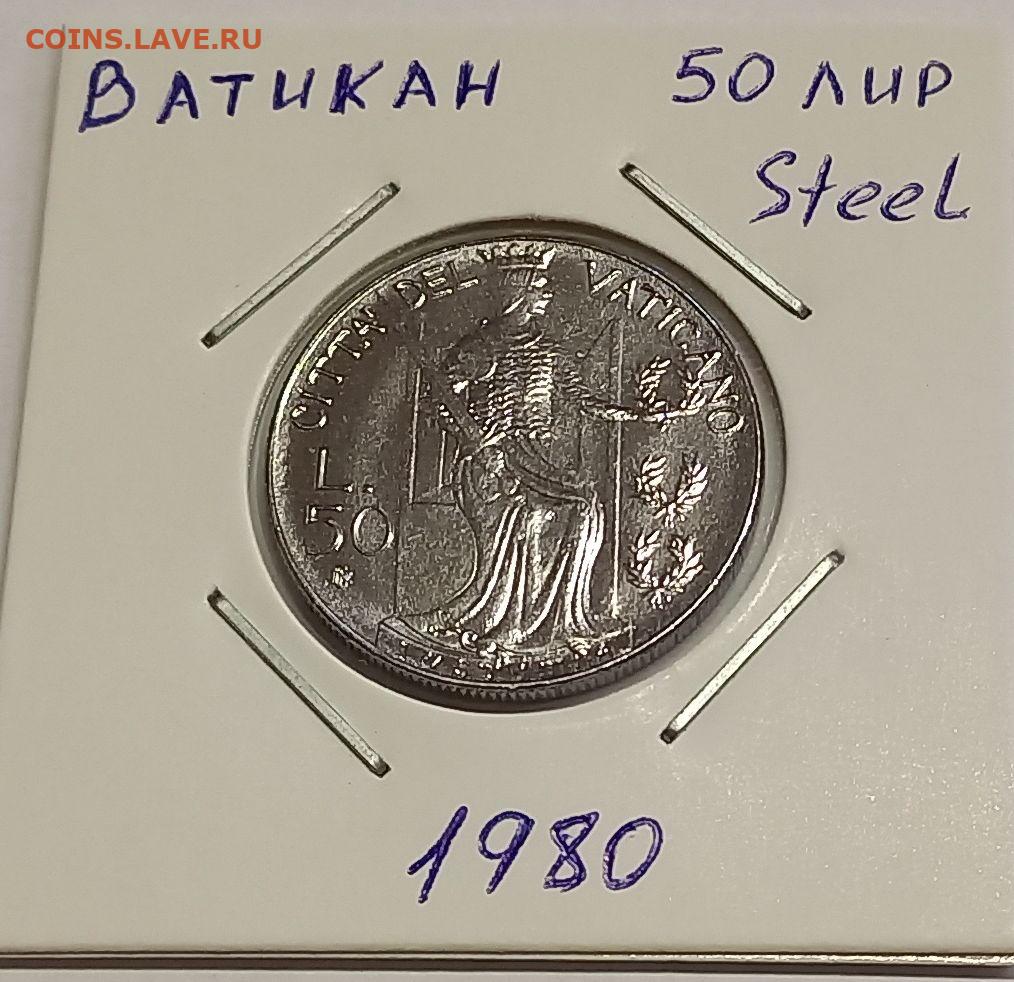 COINS.LAVE.RU
ВАТИКАН 50 ЛИР
Steel
CITTA' DEL VATICANO
L.
50
R
1980